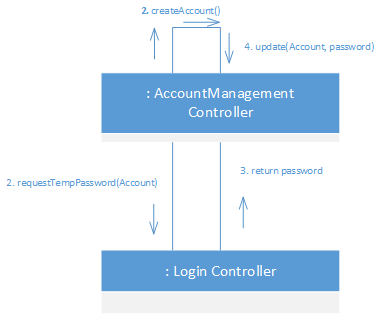 2. createAccount()
4. update(Account, password)
: AccountManagement
Controller
2. requestTempPassword(Account)
3. return password
: Login Controller